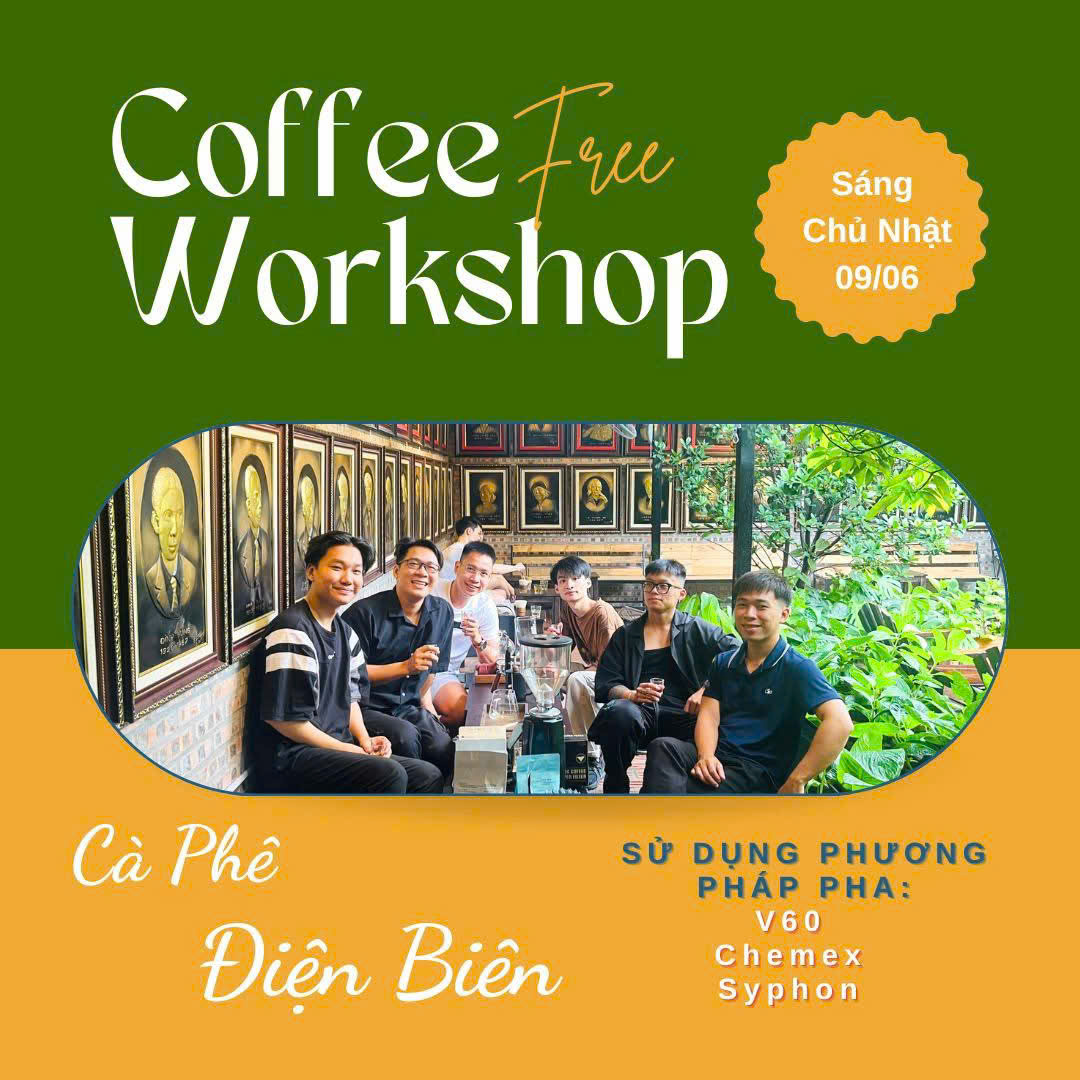 Coffee Free
Workshop
Sáng
Chủ Nhật
09/06
Cà Phê
Điện Biên
SỬ DỤNG PHƯƠNG
PHÁP PHA:
V60
Chemex
Syphon